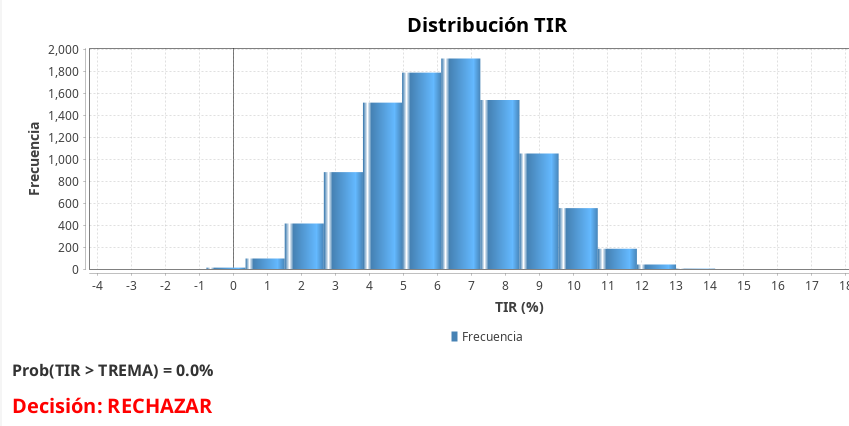 Distribución TIR
Frecuencia
2,000
1,800
1,600
1,400
1,200
1,000
800
600
400
200
0
-4 -3 -2 -1 0 1 2 3 4 5 6 7 8 9 10 11 12 13 14 15 16 17 18
TIR (%)
Frecuencia
Prob(TIR > TREMA) = 0.0%
Decisión: RECHAZAR